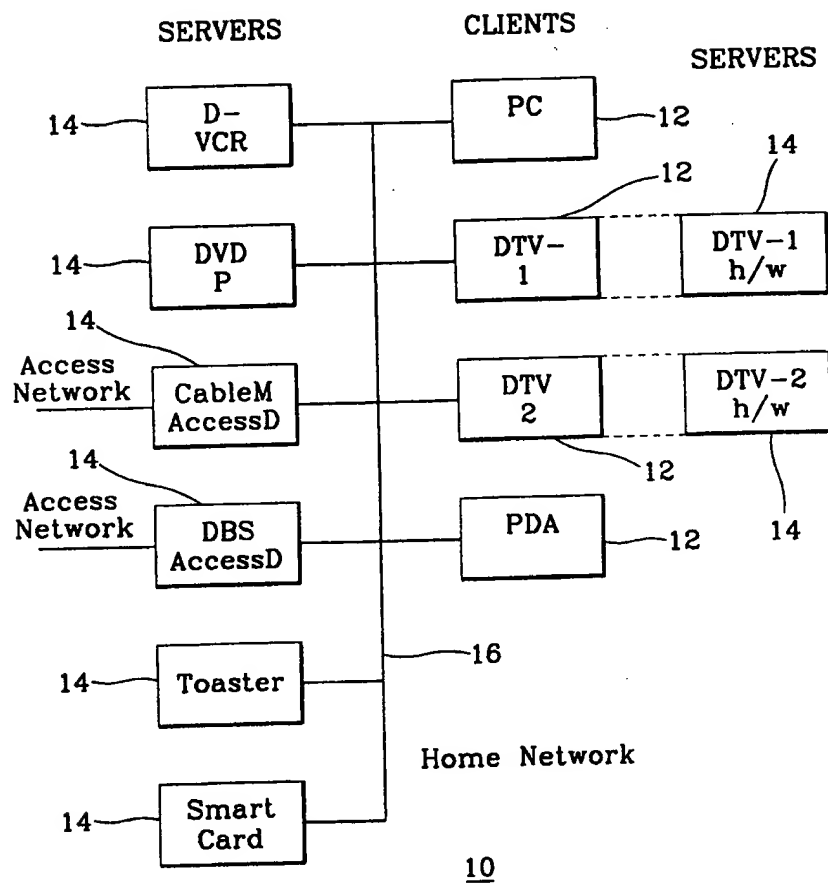 SERVERS
CLIENTS
SERVERS
14
D-
VCR
PC
12
12
14
14
DVD
P
DTV-
1
DTV-1
h/w
14
Access
Network
CableM
AccessD
DTV
2
DTV-2
h/w
14
12
14
Access
Network
DBS
AccessD
PDA
12
16
14
Toaster
Home Network
14
Smart
Card
10